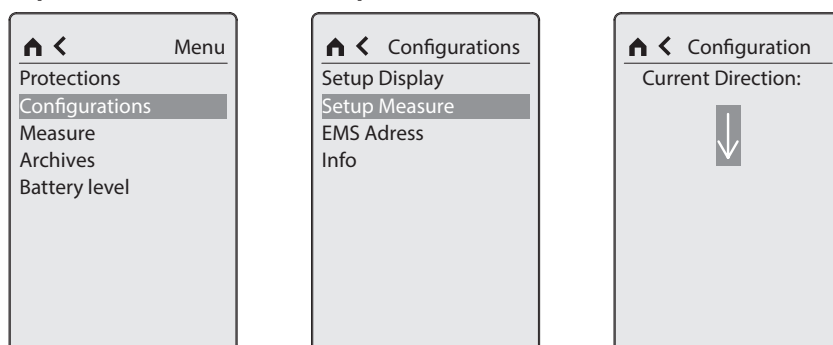 Menu
Protections
Configurations
Measure
Archives
Battery level
Configurations
Setup Display
Setup Measure
EMS Adress
Info
Configuration
Current Direction: